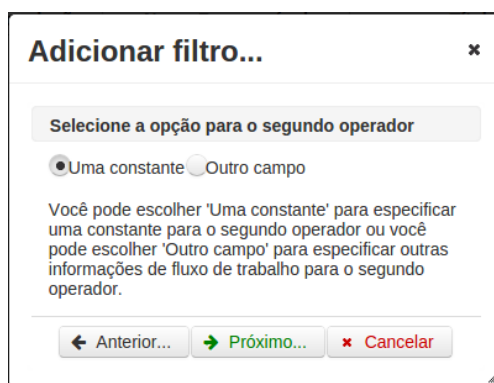 Adicionar filtro...
Selecione a opção para o segundo operador
Uma constante Outro campo
Você pode escolher 'Uma constante' para especificar
uma constante para o segundo operador ou você
pode escolher 'Outro campo' para especificar outras
informações de fluxo de trabalho para o segundo
operador.
Anterior... Próximo... Cancelar